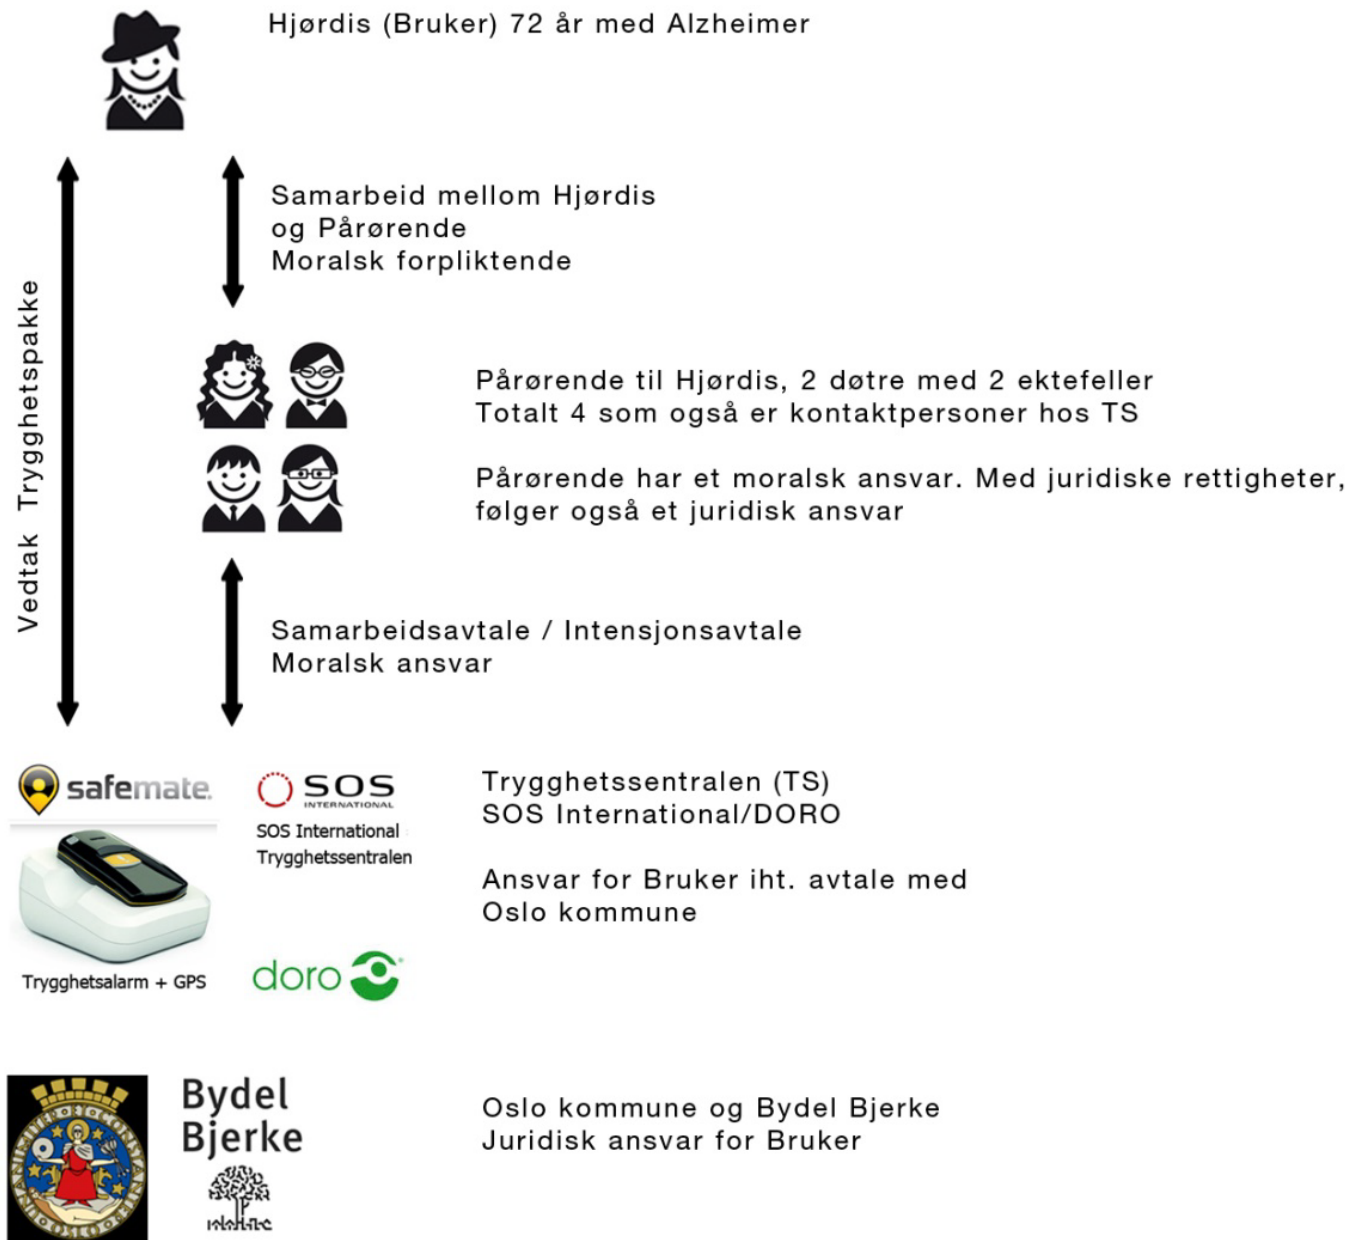 Hjørdis (Bruker) 72 år med Alzheimer
Vedtak Trygghetspakke
Samarbeid mellom Hjørdis
og Pårørende
Moralsk forpliktende
Pårørende til Hjørdis, 2 døtre med 2 ektefeller
Totalt 4 som også er kontaktpersoner hos TS
Pårørende har et moralsk ansvar. Med juridiske rettigheter,
følger også et juridisk ansvar
Samarbeidsavtale / Intensjonsavtale
Moralsk ansvar
safemate
Trygghetsalarm + GPS
SOS
INTERNATIONAL
SOS International
Trygghetssentralen
doro
Trygghetssentralen (TS)
SOS International/DORO
Ansvar for Bruker iht. avtale med
Oslo kommune
Bydel
Bjerke
Oslo kommune og Bydel Bjerke
Juridisk ansvar for Bruker